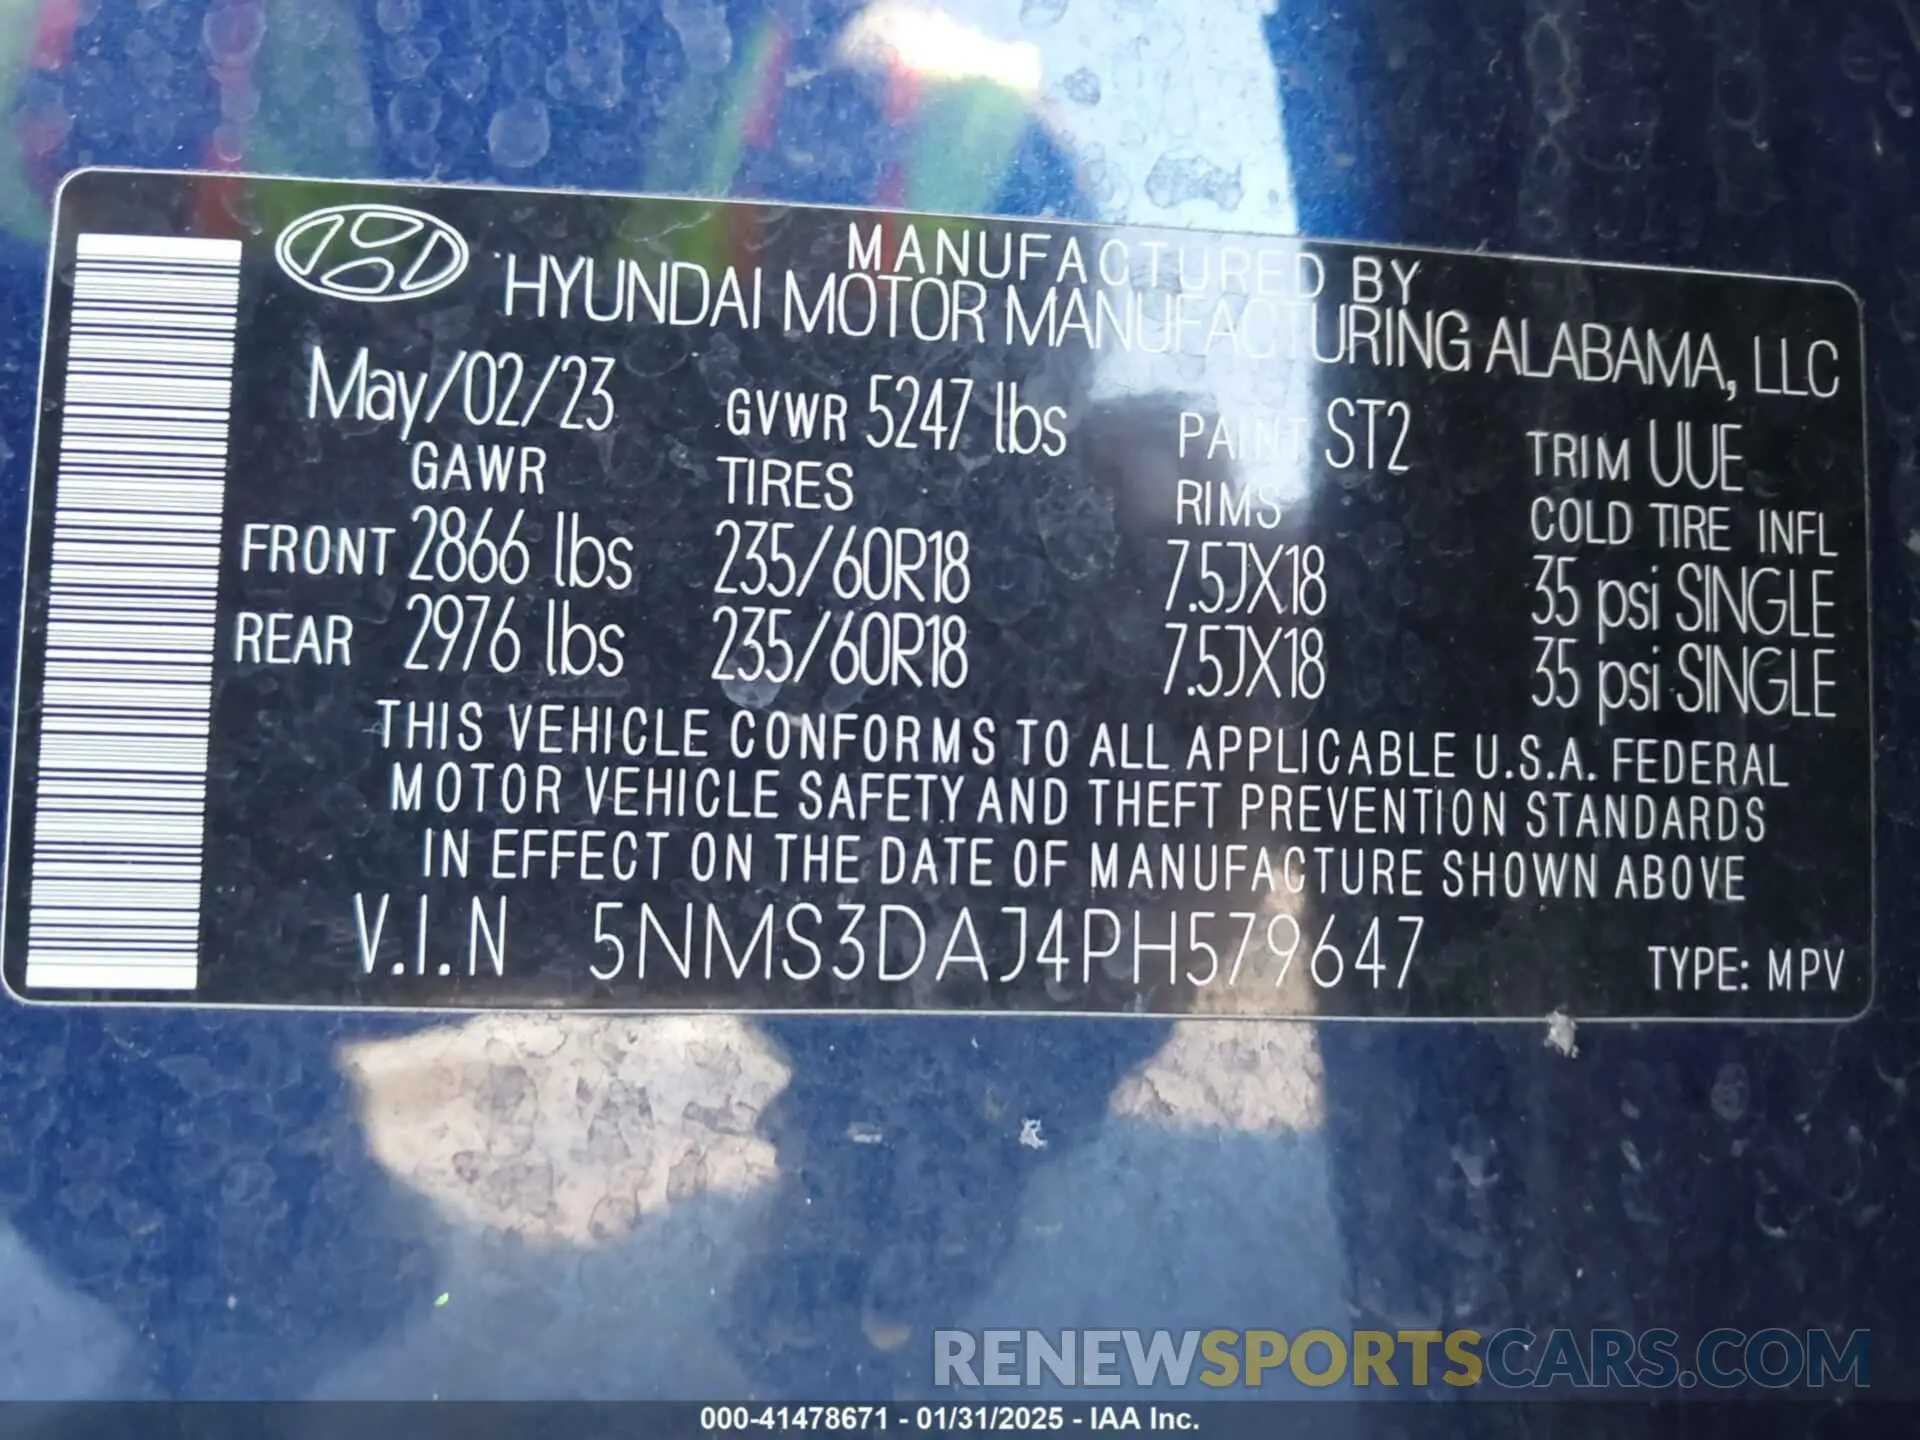 MANUFACTURED BY
HYUNDAI MOTOR MANUFACTURING ALABAMA, LLC
May/02/23 GVWR 5247 lbs PAINT ST2 TRIM UUE
GAWR TIRES RIMS COLD TIRE INFL
FRONT 2866 lbs 235/60R18 7.5JX18 35 psi SINGLE
REAR 2976 lbs 235/60R18 7.5JX18 35 psi SINGLE
THIS VEHICLE CONFORMS TO ALL APPLICABLE U.S.A. FEDERAL
MOTOR VEHICLE SAFETY AND THEFT PREVENTION STANDARDS
IN EFFECT ON THE DATE OF MANUFACTURE SHOWN ABOVE
V.I.N 5NMS3DAJ4PH579647 TYPE: MPV
RENEWSPORTSCARS.COM
000-41478671 - 01/31/2025 - IAA Inc.